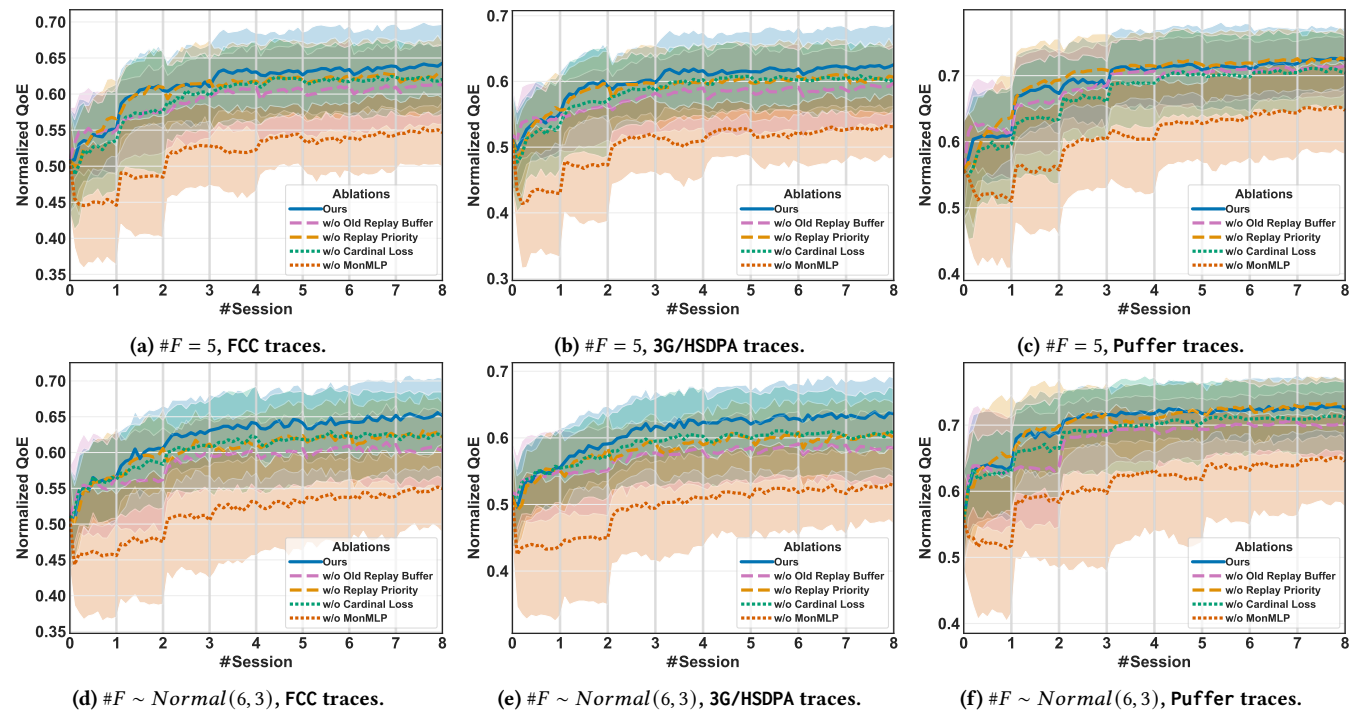 Normalized QoE
0.70
0.65
0.60
0.55
0.50
0.45
0.40
0.35
0 1 2 3 4 5 6 7 8
#Session
Ablations
Ours
w/o Old Replay Buffer
w/o Replay Priority
w/o Cardinal Loss
w/o MonMLP
(a) #F = 5, FCC traces.
Normalized QoE
0.7
0.6
0.5
0.4
0.3
0 1 2 3 4 5 6 7 8
#Session
Ablations
Ours
w/o Old Replay Buffer
w/o Replay Priority
w/o Cardinal Loss
w/o MonMLP
(b) #F = 5, 3G/HSDPA traces.
Normalized QoE
0.7
0.6
0.5
0.4
0 1 2 3 4 5 6 7 8
#Session
Ablations
Ours
w/o Old Replay Buffer
w/o Replay Priority
w/o Cardinal Loss
w/o MonMLP
(c) #F = 5, Puffer traces.
Normalized QoE
0.70
0.65
0.60
0.55
0.50
0.45
0.40
0.35
0 1 2 3 4 5 6 7 8
#Session
Ablations
Ours
w/o Old Replay Buffer
w/o Replay Priority
w/o Cardinal Loss
w/o MonMLP
(d) #F ∼ Normal(6, 3), FCC traces.
Normalized QoE
0.7
0.6
0.5
0.4
0 1 2 3 4 5 6 7 8
#Session
Ablations
Ours
w/o Old Replay Buffer
w/o Replay Priority
w/o Cardinal Loss
w/o MonMLP
(e) #F ∼ Normal(6, 3), 3G/HSDPA traces.
Normalized QoE
0.7
0.6
0.5
0.4
0 1 2 3 4 5 6 7 8
#Session
Ablations
Ours
w/o Old Replay Buffer
w/o Replay Priority
w/o Cardinal Loss
w/o MonMLP
(f) #F ∼ Normal(6, 3), Puffer traces.